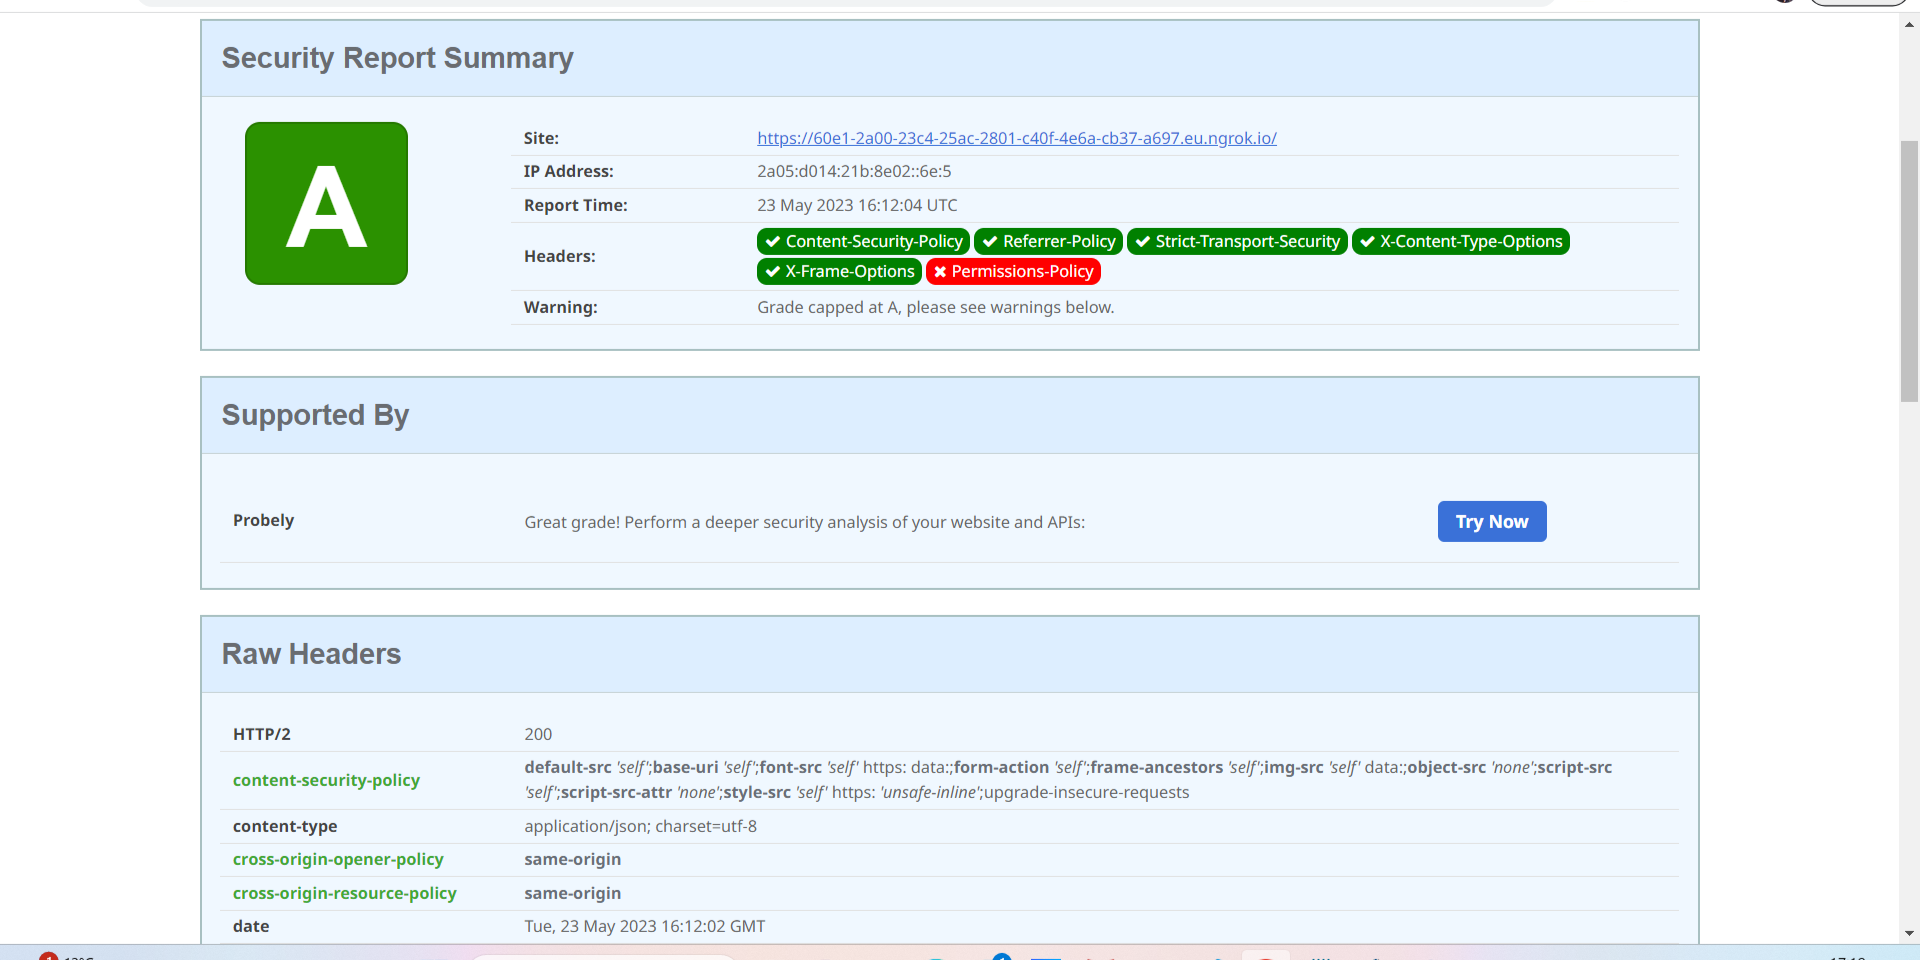 Security Report Summary
A
Site: https://60e1-2a00-23c4-25ac-2801-c40f-4e6a-cb37-a697.eu.ngrok.io/
IP Address: 2a05:d014:21b:8e02::6e:5
Report Time: 23 May 2023 16:12:04 UTC
Headers: Content-Security-Policy Referrer-Policy Strict-Transport-Security X-Content-Type-Options
X-Frame-Options Permissions-Policy
Warning: Grade capped at A, please see warnings below.
Supported By
Probely Great grade! Perform a deeper security analysis of your website and APIs: Try Now
Raw Headers
HTTP/2 200
content-security-policy default-src 'self';base-uri 'self';font-src 'self' https: data:;form-action 'self';frame-ancestors 'self';img-src 'self' data:;object-src 'none';script-src
'self';script-src-attr 'none';style-src 'self' https: 'unsafe-inline';upgrade-insecure-requests
content-type application/json; charset=utf-8
cross-origin-opener-policy same-origin
cross-origin-resource-policy same-origin
date Tue, 23 May 2023 16:12:02 GMT